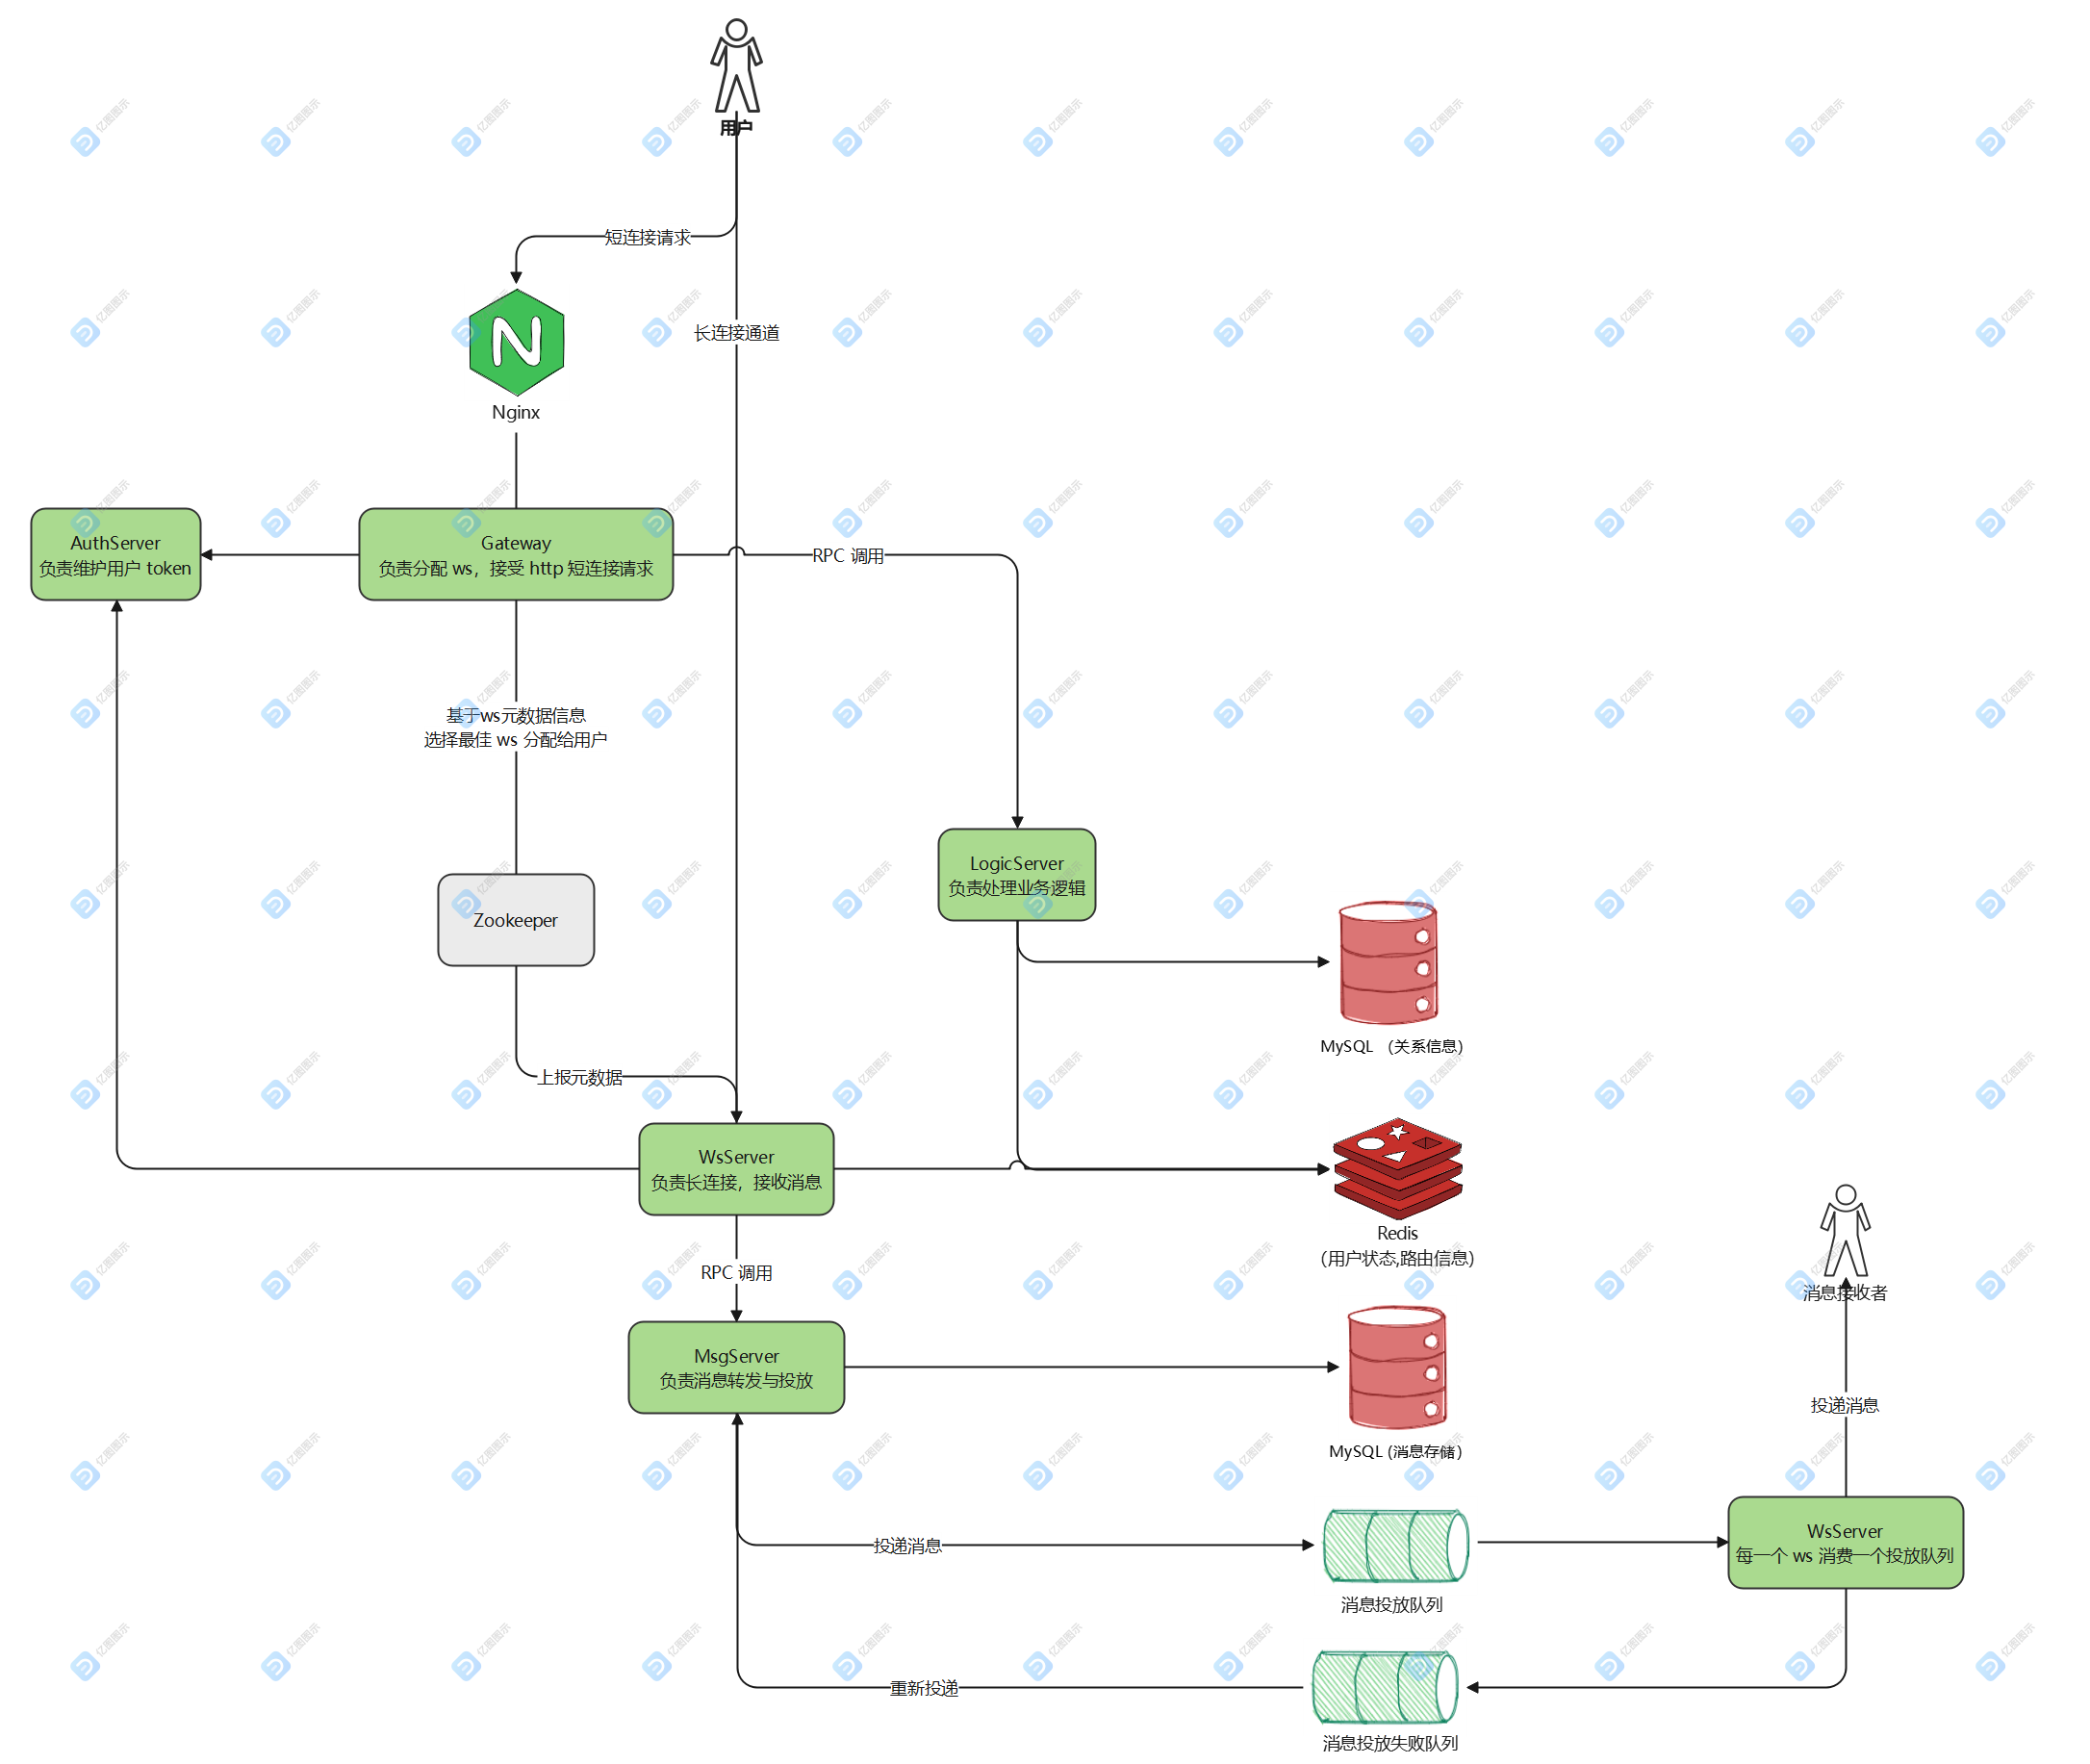 用户
短连接请求
长连接通道
Nginx
AuthServer
负责维护用户 token
Gateway
负责分配 ws，接受 http 短连接请求
RPC 调用
基于ws元数据信息
选择最佳 ws 分配给用户
LogicServer
负责处理业务逻辑
Zookeeper
MySQL （关系信息）
上报元数据
WsServer
负责长连接，接收消息
Redis
（用户状态,路由信息）
RPC 调用
消息接收者
MsgServer
负责消息转发与投放
投递消息
MySQL (消息存储）
WsServer
每一个 ws 消费一个投放队列
投递消息
消息投放队列
重新投递
消息投放失败队列
亿图图示